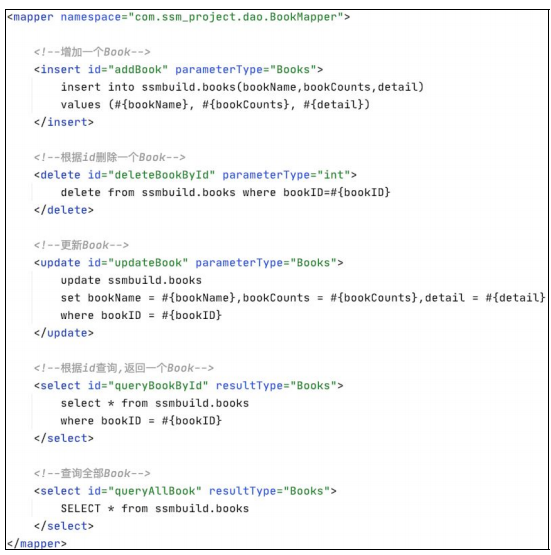 <mapper namespace="com.ssm_project.dao.BookMapper">
<!--增加一个Book-->
<insert id="addBook" parameterType="Books">
insert into ssmbuild.books(bookName,bookCounts,detail)
values (#{bookName}, #{bookCounts}, #{detail})
</insert>
<!--根据id删除一个Book-->
<delete id="deleteBookById" parameterType="int">
delete from ssmbuild.books where bookID=#{bookID}
</delete>
<!--更新Book-->
<update id="updateBook" parameterType="Books">
update ssmbuild.books
set bookName = #{bookName},bookCounts = #{bookCounts},detail = #{detail}
where bookID = #{bookID}
</update>
<!--根据id查询,返回一个Book-->
<select id="queryBookById" resultType="Books">
select * from ssmbuild.books
where bookID = #{bookID}
</select>
<!--查询全部Book-->
<select id="queryAllBook" resultType="Books">
SELECT * from ssmbuild.books
</select>
</mapper>